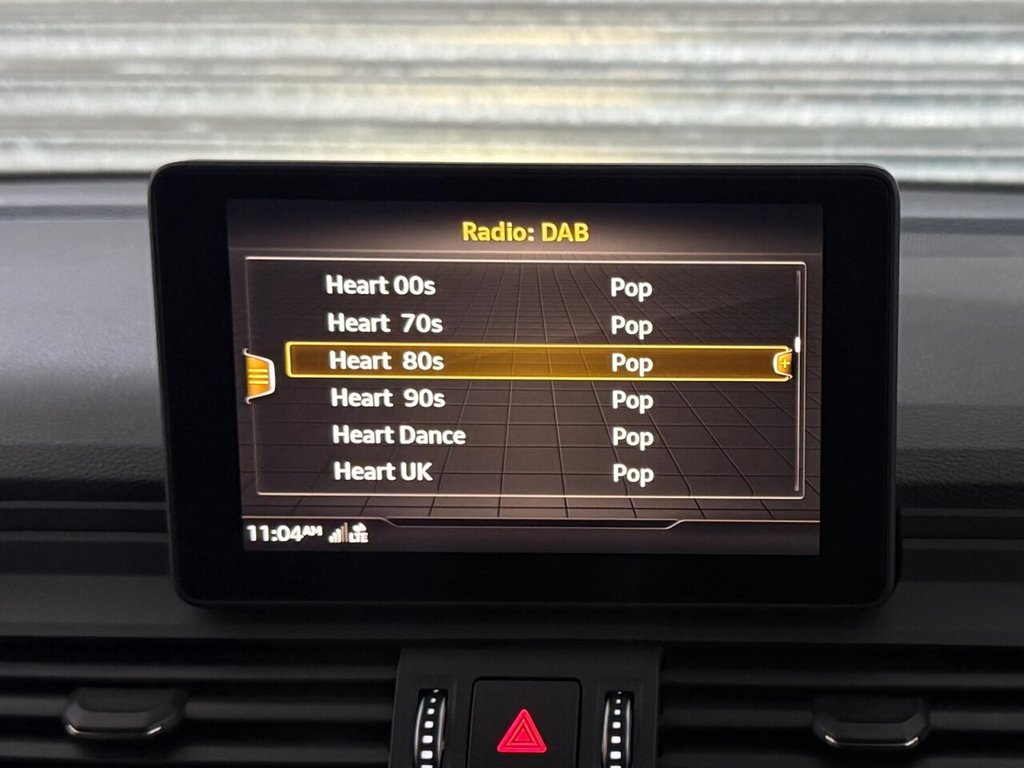 Radio: DAB
Heart 00s Pop
Heart 70s Pop
Heart 80s Pop
Heart 90s Pop
Heart Dance Pop
Heart UK Pop
11:04AM LTE